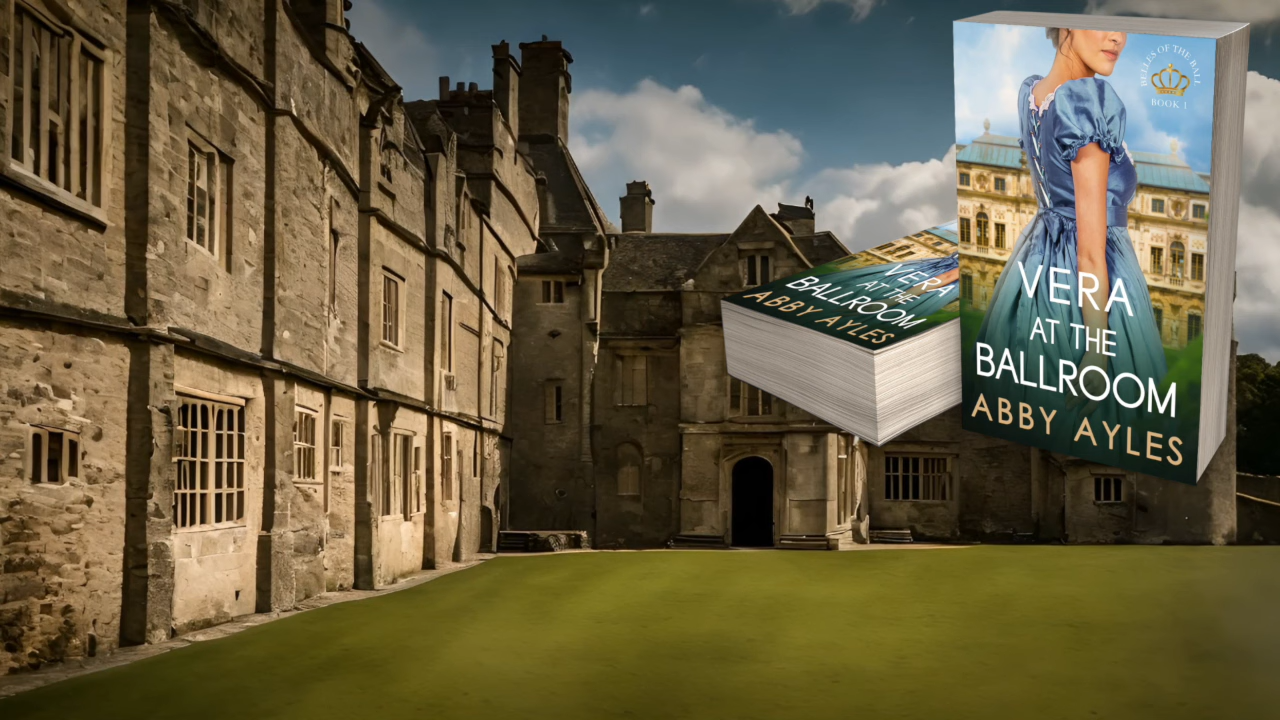 BELLES OF THE BALL
BOOK 1
VERA
AT THE
BALLROOM
ABBY AYLES
VERA
AT THE
BALLROOM
ABBY AYLES